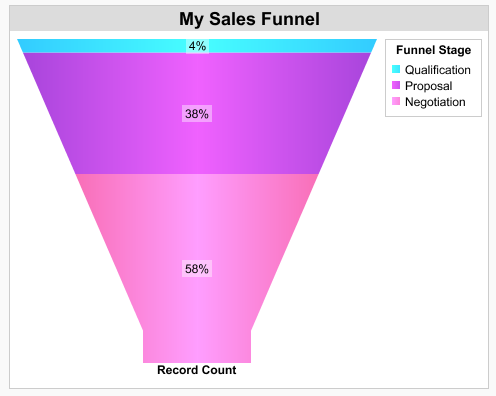 My Sales Funnel
4%
38%
58%
Record Count
Funnel Stage
Qualification
Proposal
Negotiation